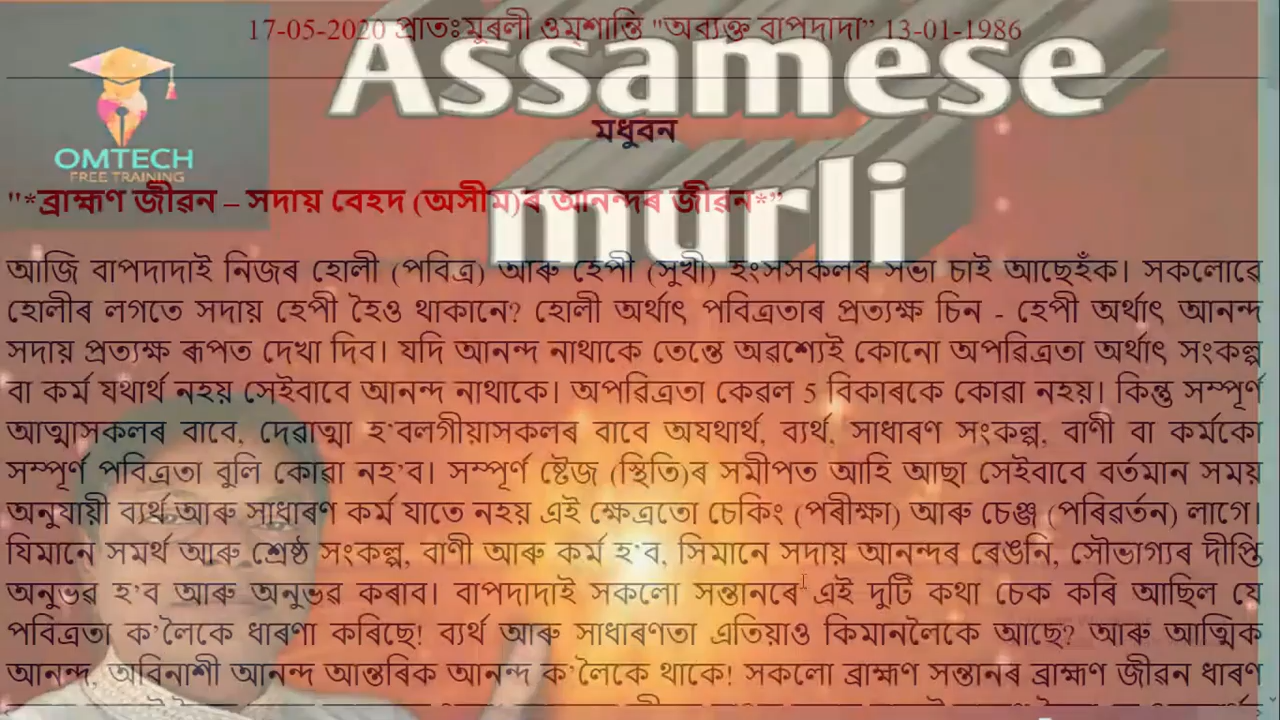 17-05-2020 প্ৰাতঃমুৰলী ওম্শান্তি "অব্যক্ত বাপদাদা” 13-01-1986
Assamese
murli
OMTECH
FREE TRAINING
মধুবন
"*ব্ৰাহ্মণ জীৱন – সদায় বেহদ (অসীম)ৰ আনন্দৰ জীৱন*”
আজি বাপদাদাই নিজৰ হোলী (পবিত্ৰ) আৰু হেপী (সুখী) হংসসকলৰ সভা চাই আছেহঁক। সকলোৱে
হোলীৰ লগতে সদায় হেপী হৈও থাকানে? হোলী অৰ্থাৎ পবিত্ৰতাৰ প্ৰত্যক্ষ চিন - হেপী অৰ্থাৎ আনন্দ
সদায় প্ৰত্যক্ষ ৰূপত দেখা দিব। যদি আনন্দ নাথাকে তেন্তে অৱশ্যেই কোনো অপৱিত্ৰতা অৰ্থাৎ সংকল্প
বা কৰ্ম যথাৰ্থ নহয় সেইবাবে আনন্দ নাথাকে। অপৱিত্ৰতা কেৱল 5 বিকাৰকে কোৱা নহয়। কিন্তু সম্পূৰ্ণ
আত্মাসকলৰ বাবে, দেৱাত্মা হ’বলগীয়াসকলৰ বাবে অযথাৰ্থ, ব্যৰ্থ, সাধাৰণ সংকল্প, বাণী বা কৰ্মকো
সম্পূৰ্ণ পবিত্ৰতা বুলি কোৱা নহ’ব। সম্পূৰ্ণ ষ্টেজ (স্থিতি)ৰ সমীপত আহি আছা সেইবাবে বৰ্তমান সময়
অনুযায়ী ব্যৰ্থ আৰু সাধাৰণ কৰ্ম যাতে নহয় এই ক্ষেত্ৰতো চেকিং (পৰীক্ষা) আৰু চেঞ্জ (পৰিৱৰ্তন) লাগে।
যিমানে সমৰ্থ আৰু শ্ৰেষ্ঠ সংকল্প, বাণী আৰু কৰ্ম হ’ব, সিমানে সদায় আনন্দৰ ৰেঙনি, সৌভাগ্যৰ দীপ্তি
অনুভৱ হ’ব আৰু অনুভৱ কৰাব। বাপদাদাই সকলো সন্তানৰে এই দুটি কথা চেক কৰি আছিল যে
পবিত্ৰতা ক’লৈকে ধাৰণা কৰিছে! ব্যৰ্থ আৰু সাধাৰণতা এতিয়াও কিমানলৈকে আছে? আৰু আত্মিক
আনন্দ, অবিনাশী আনন্দ আন্তৰিক আনন্দ ক’লৈকে থাকে! সকলো ব্ৰাহ্মণ সন্তানৰ ব্ৰাহ্মণ জীৱন ধাৰণ